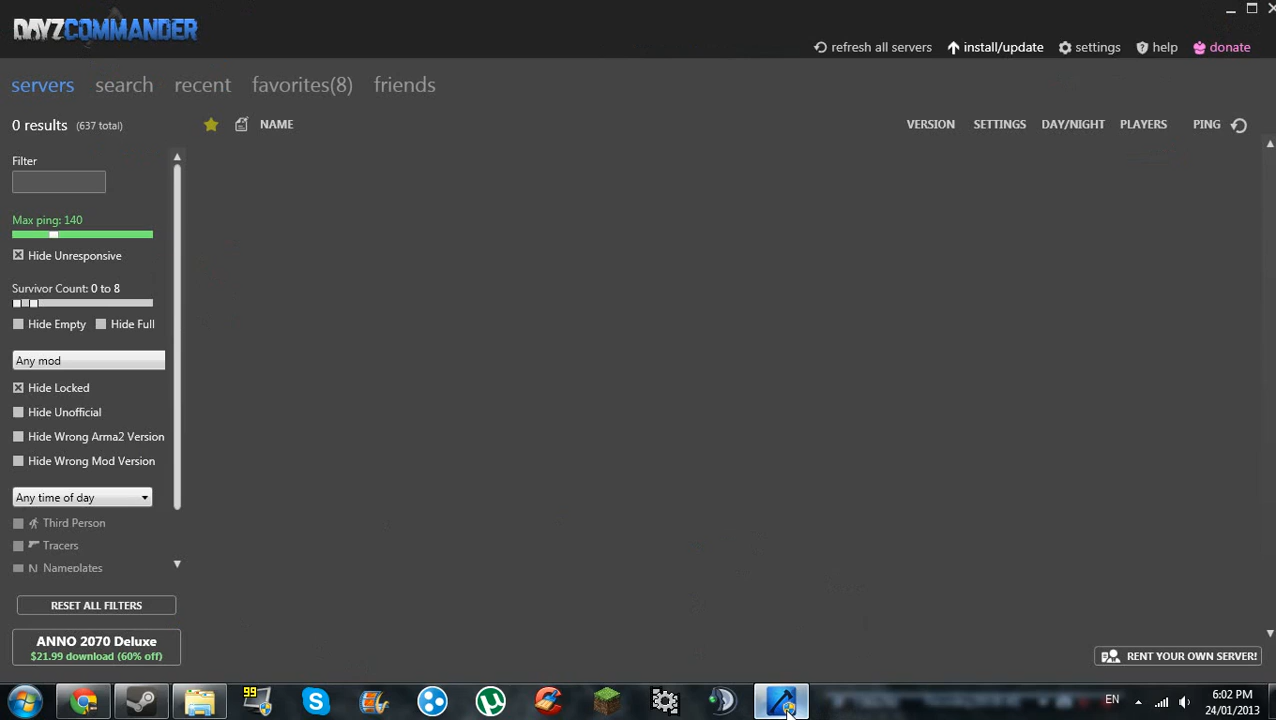 DAYZCOMMANDER
refresh all servers install/update settings help donate
servers search recent favorites(8) friends
0 results (637 total)
NAME VERSION SETTINGS DAY/NIGHT PLAYERS PING
Filter
Max ping: 140
Hide Unresponsive
Survivor Count: 0 to 8
Hide Empty Hide Full
Any mod
Hide Locked
Hide Unofficial
Hide Wrong Arma2 Version
Hide Wrong Mod Version
Any time of day
Third Person
Tracers
N Nameplates
RESET ALL FILTERS
ANNO 2070 Deluxe
$21.99 download (60% off)
RENT YOUR OWN SERVER!
99
EN
6:02 PM
24/01/2013